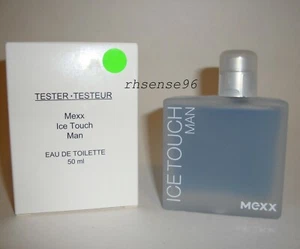 rhsense96
TESTER • TESTEUR
Mexx
Ice Touch
Man
EAU DE TOILETTE
50 ml
ICE TOUCH
MAN
MEXX